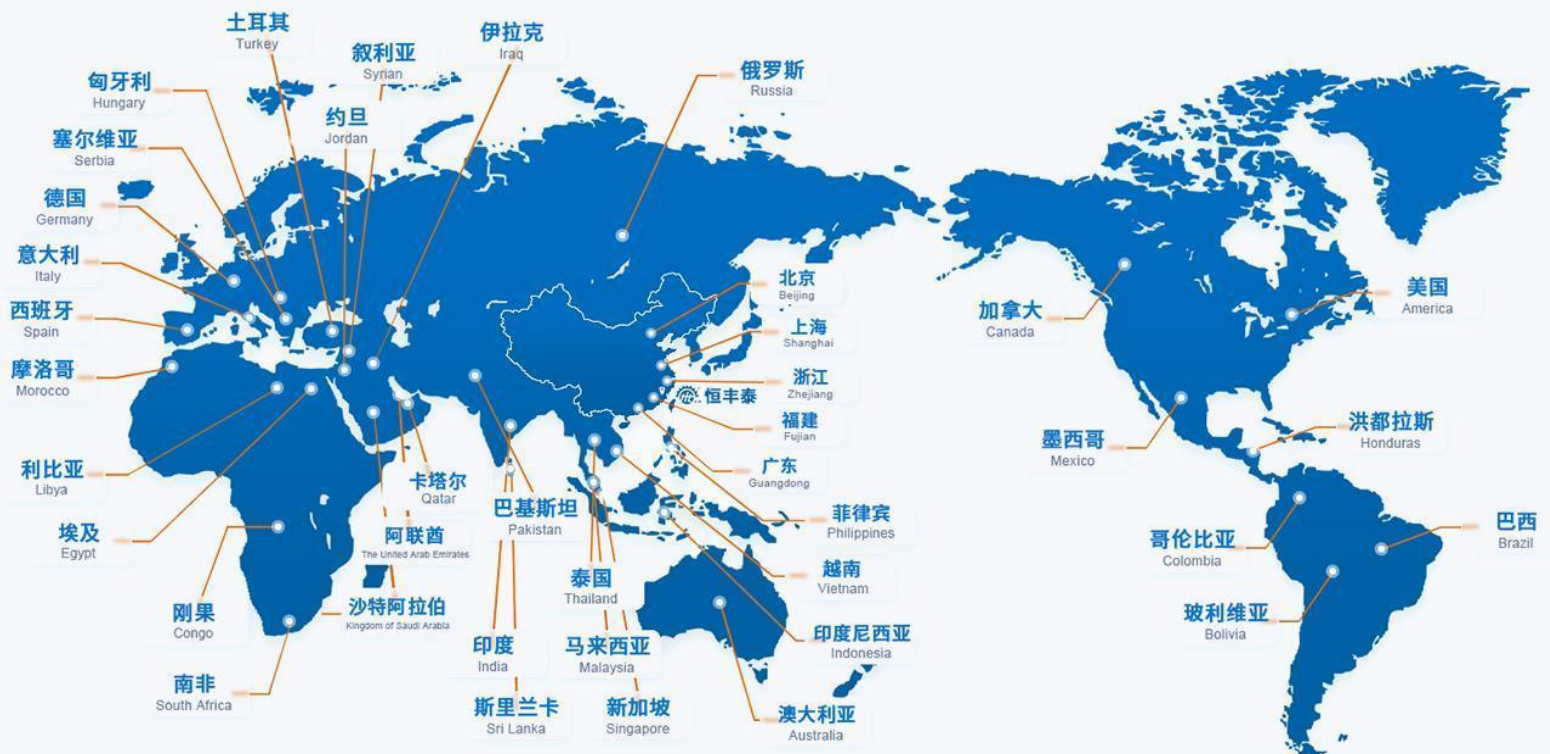 土耳其
Turkey
叙利亚
Syrian
伊拉克
Iraq
俄罗斯
Russia
匈牙利
Hungary
约旦
Jordan
塞尔维亚
Serbia
德国
Germany
意大利
Italy
西班牙
Spain
摩洛哥
Morocco
北京
Beijing
上海
Shanghai
浙江
Zhejiang
恒丰泰
福建
Fujian
广东
Guangdong
加拿大
Canada
美国
America
墨西哥
Mexico
洪都拉斯
Honduras
利比亚
Libya
埃及
Egypt
卡塔尔
Qatar
阿联酋
The United Arab Emirates
巴基斯坦
Pakistan
菲律宾
Philippines
哥伦比亚
Colombia
巴西
Brazil
刚果
Congo
沙特阿拉伯
Kingdom of Saudi Arabia
泰国
Thailand
越南
Vietnam
玻利维亚
Bolivia
印度
India
马来西亚
Malaysia
印度尼西亚
Indonesia
南非
South Africa
斯里兰卡
Sri Lanka
新加坡
Singapore
澳大利亚
Australia